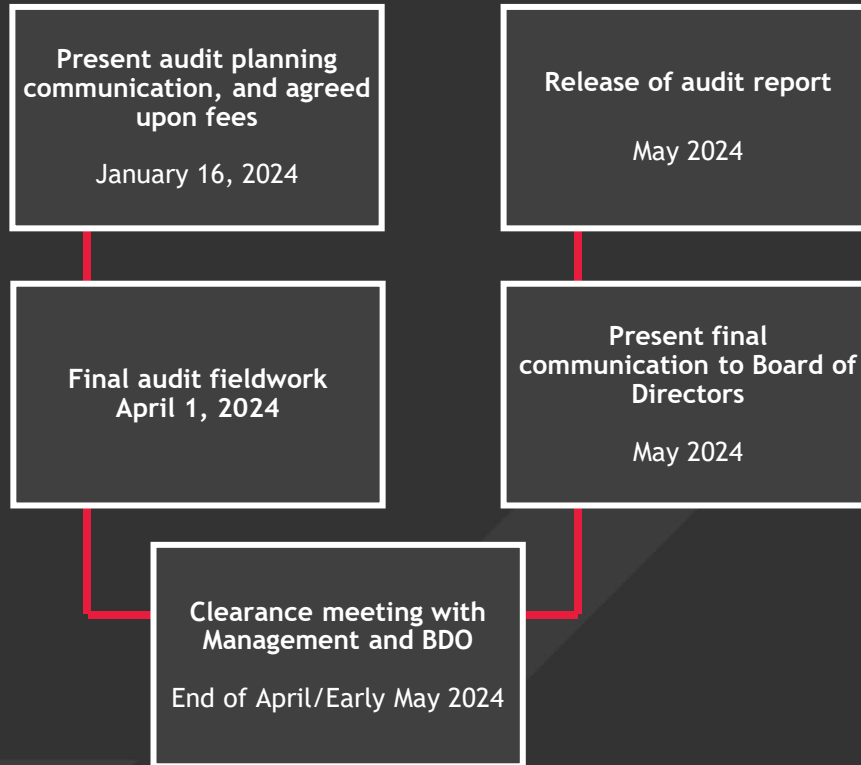 Present audit planning
communication, and agreed
upon fees
January 16, 2024
Final audit fieldwork
April 1, 2024
Clearance meeting with
Management and BDO
End of April/Early May 2024
Present final
communication to Board of
Directors
May 2024
Release of audit report
May 2024